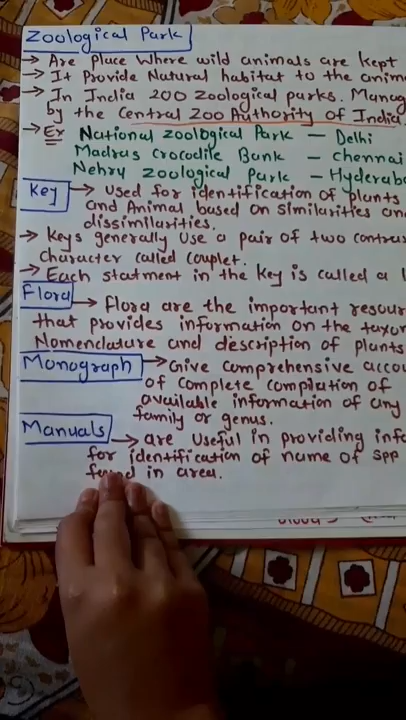 Zoological Park
→ Are Place Where wild animals are kept
→ It Provide Natural habitat to the anim
→ In India 200 Zoological parks. Manag
by the Central Zoo Authority of India.
→ Ex National Zoological Park – Delhi
Madras Crocodile Bank – Chennai
Nehry Zoological Park – Hyderaba
Key → Used for identification of plants
and Animal based on similarities and
dissimilarities.
→ Keys generally Use a pair of two contras
character called couplet.
→ Each statment in the Key is called a l
Flora → flora are the important resour
that provides information on the taxon
Nomenclature and description of plants
Monograph → Give comprehensive accou
of complete compilation of
available information of any
family or genus.
Manuals → are Useful in providing info
for identification of name of spp
found in area.